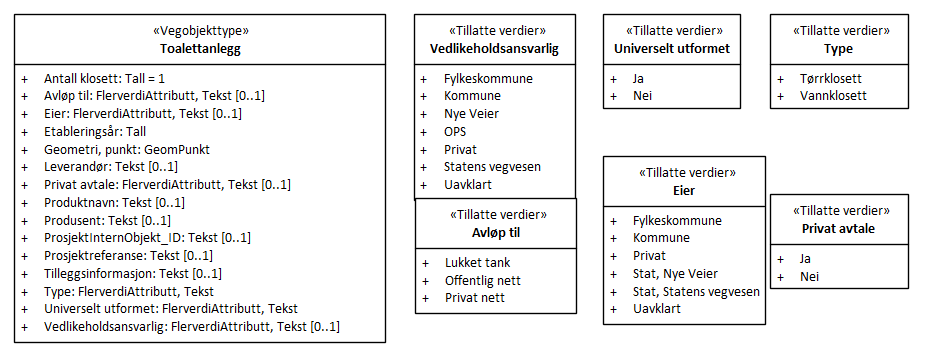 «Vegobjekttype»
Toalettanlegg
+ Antall klosett: Tall = 1
+ Avløp til: FlerverdiAttributt, Tekst [0..1]
+ Eier: FlerverdiAttributt, Tekst [0..1]
+ Etableringsår: Tall
+ Geometri, punkt: GeomPunkt
+ Leverandør: Tekst [0..1]
+ Privat avtale: FlerverdiAttributt, Tekst [0..1]
+ Produktnavn: Tekst [0..1]
+ Produsent: Tekst [0..1]
+ ProsjektInternObjekt_ID: Tekst [0..1]
+ Prosjektreferanse: Tekst [0..1]
+ Tilleggsinformasjon: Tekst [0..1]
+ Type: FlerverdiAttributt, Tekst
+ Universelt utformet: FlerverdiAttributt, Tekst
+ Vedlikeholdsansvarlig: FlerverdiAttributt, Tekst [0..1]
«Tillatte verdier»
Vedlikeholdsansvarlig
+ Fylkeskommune
+ Kommune
+ Nye Veier
+ OPS
+ Privat
+ Statens vegvesen
+ Uavklart
«Tillatte verdier»
Avløp til
+ Lukket tank
+ Offentlig nett
+ Privat nett
«Tillatte verdier»
Universelt utformet
+ Ja
+ Nei
«Tillatte verdier»
Eier
+ Fylkeskommune
+ Kommune
+ Privat
+ Stat, Nye Veier
+ Stat, Statens vegvesen
+ Uavklart
«Tillatte verdier»
Type
+ Tørrklosett
+ Vannklosett
«Tillatte verdier»
Privat avtale
+ Ja
+ Nei